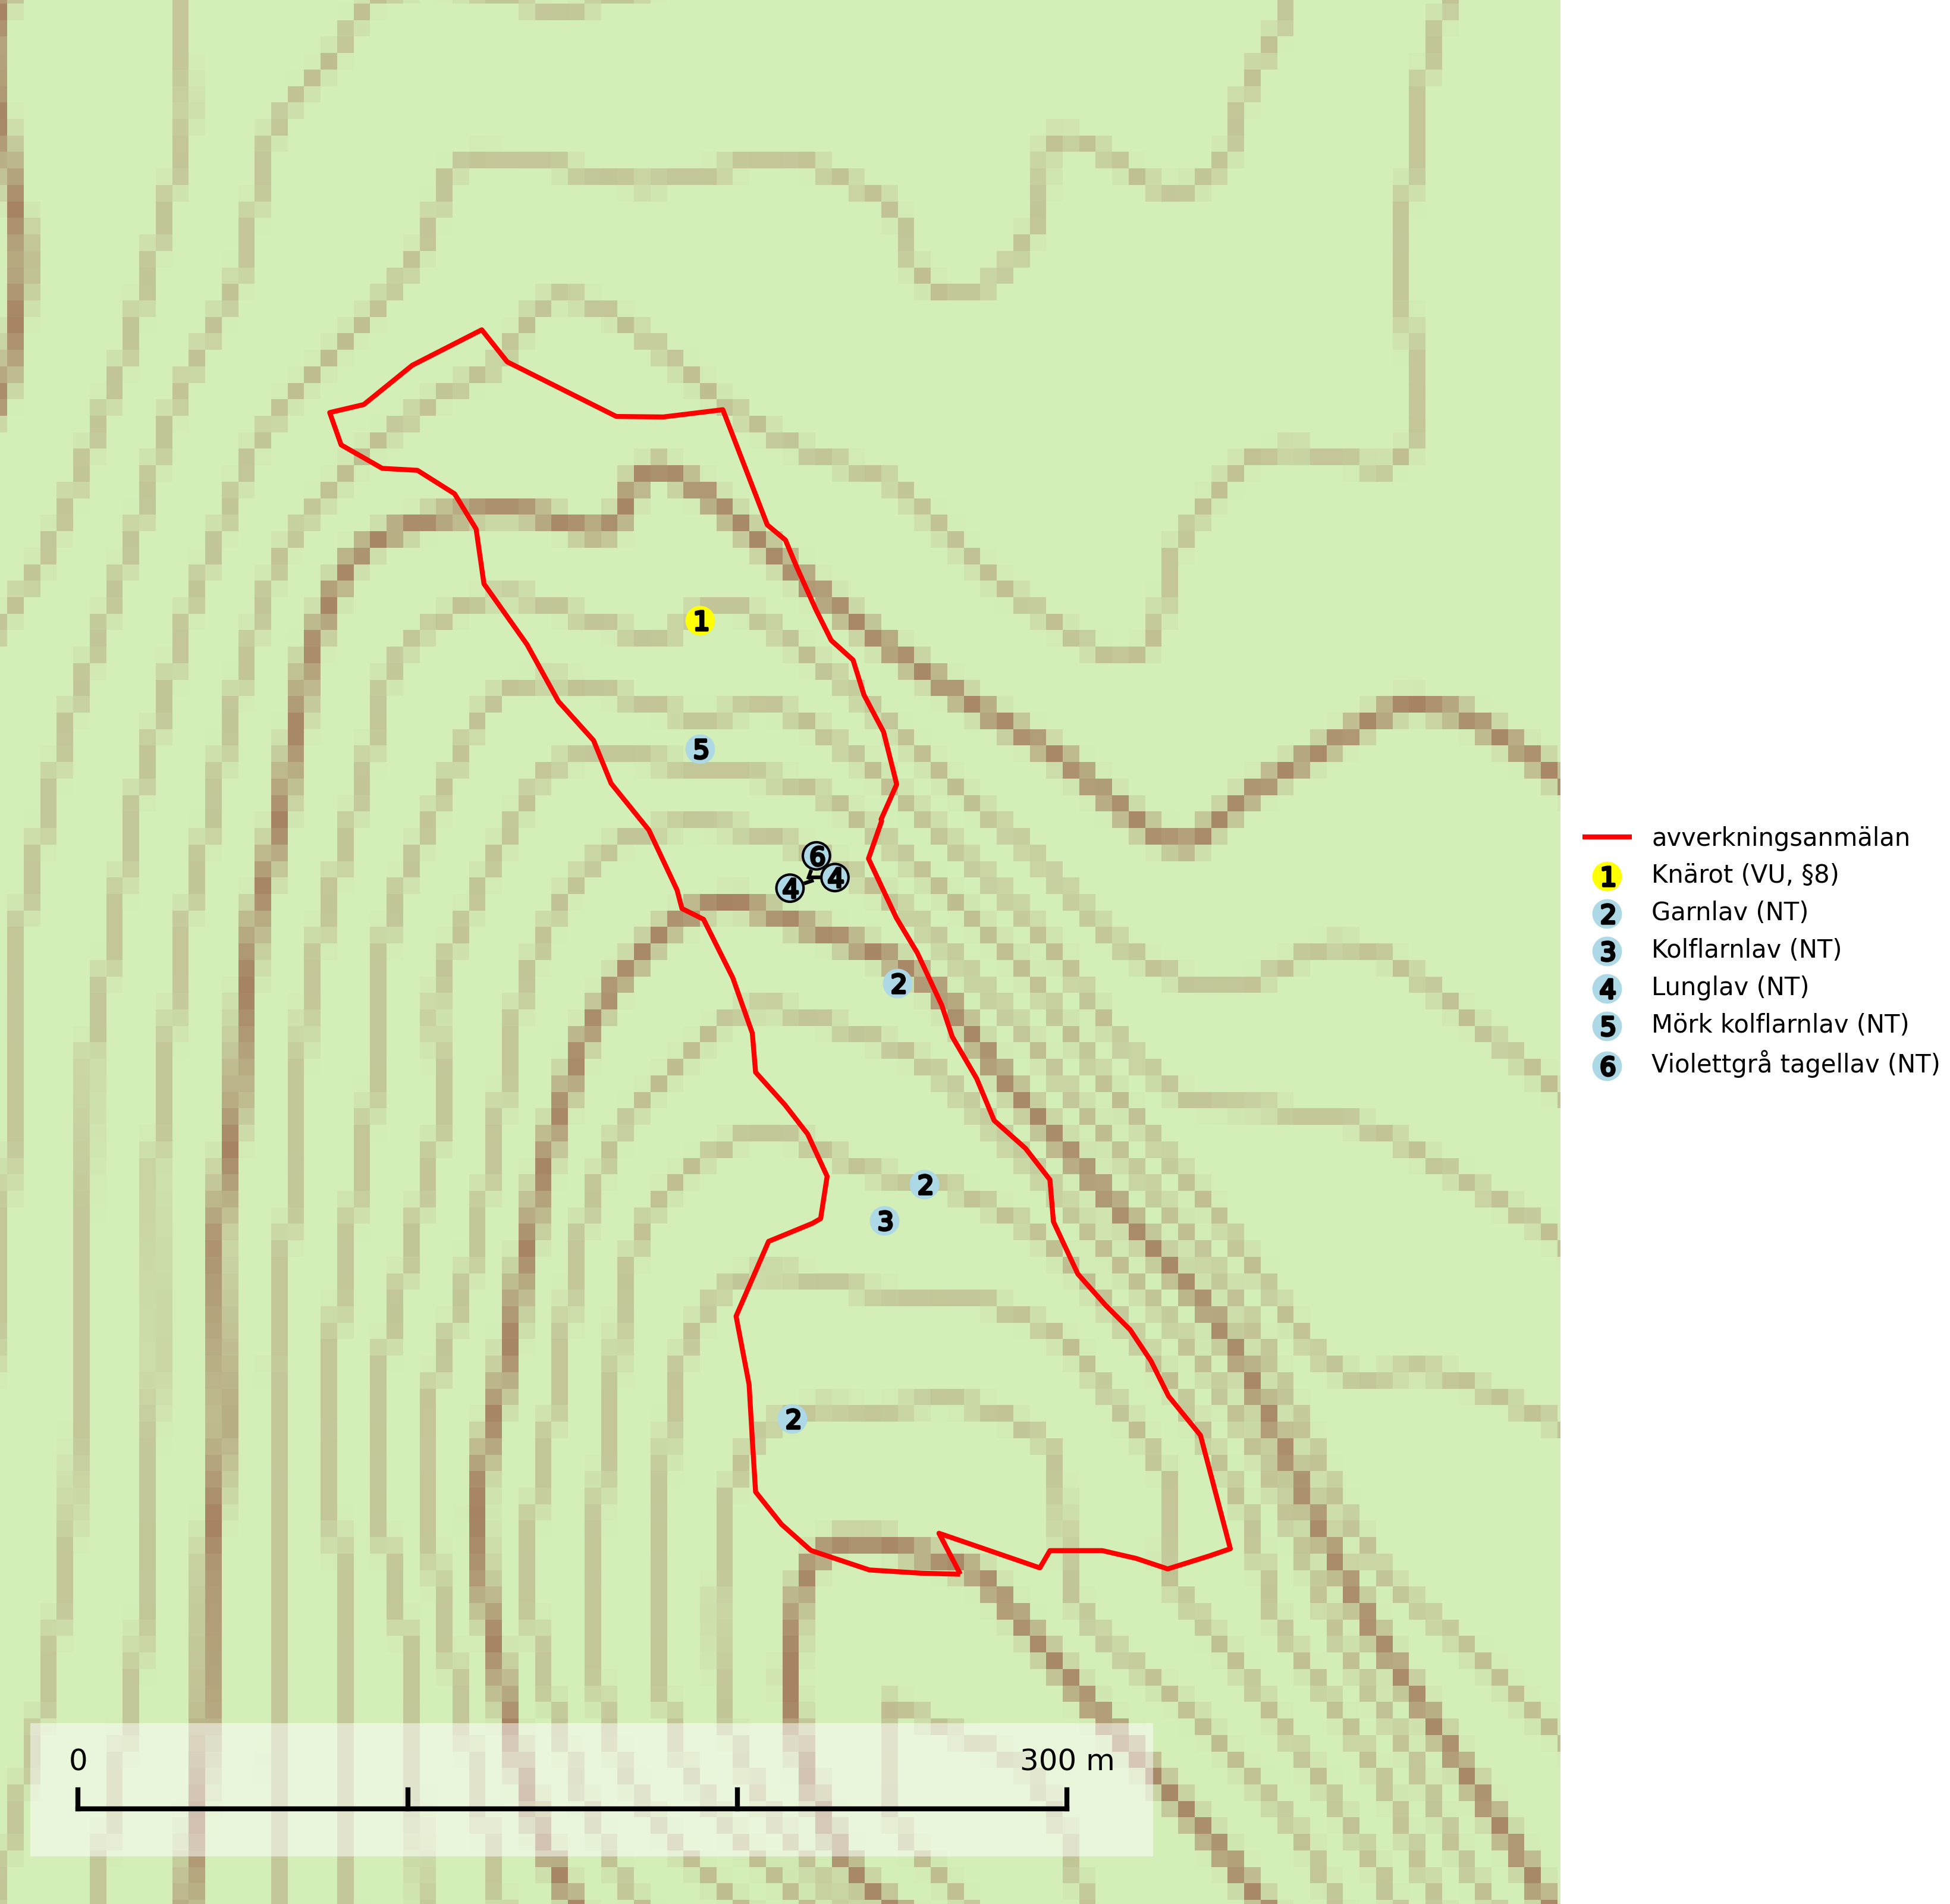 1
5
6
4
4
2
2
3
2
0 300 m
avverkningsanmälan
1 Knärot (VU, §8)
2 Garnlav (NT)
3 Kolflarnlav (NT)
4 Lunglav (NT)
5 Mörk kolflarnlav (NT)
6 Violettgrå tagellav (NT)